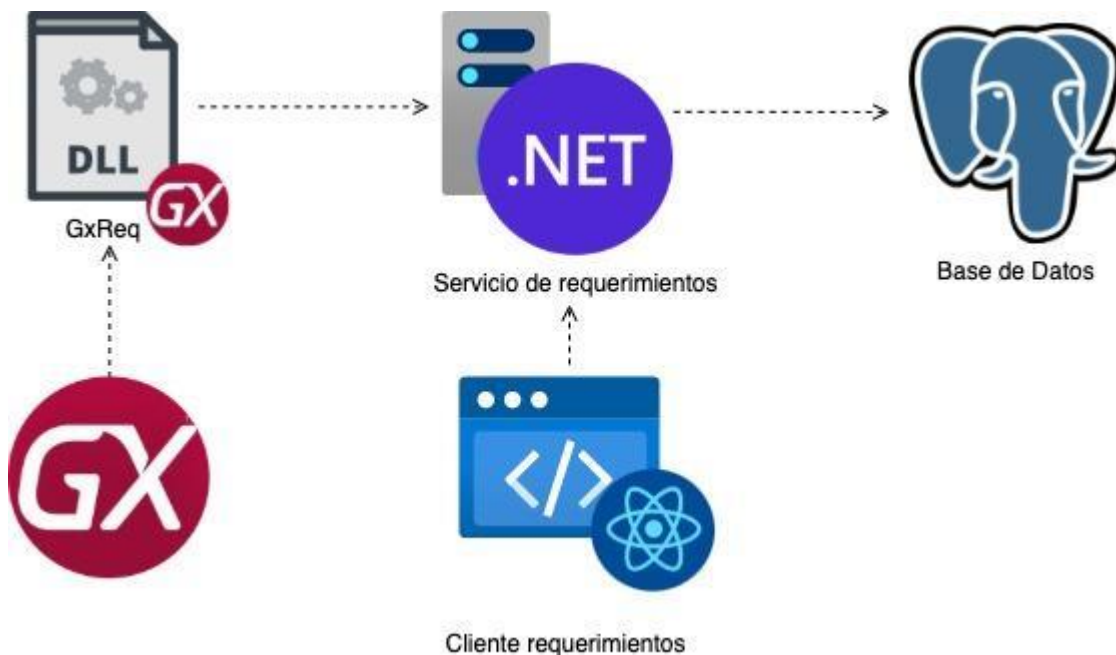 DLL
GX
GxReq
.NET
Servicio de requerimientos
Base de Datos
GX
</>
Cliente requerimientos